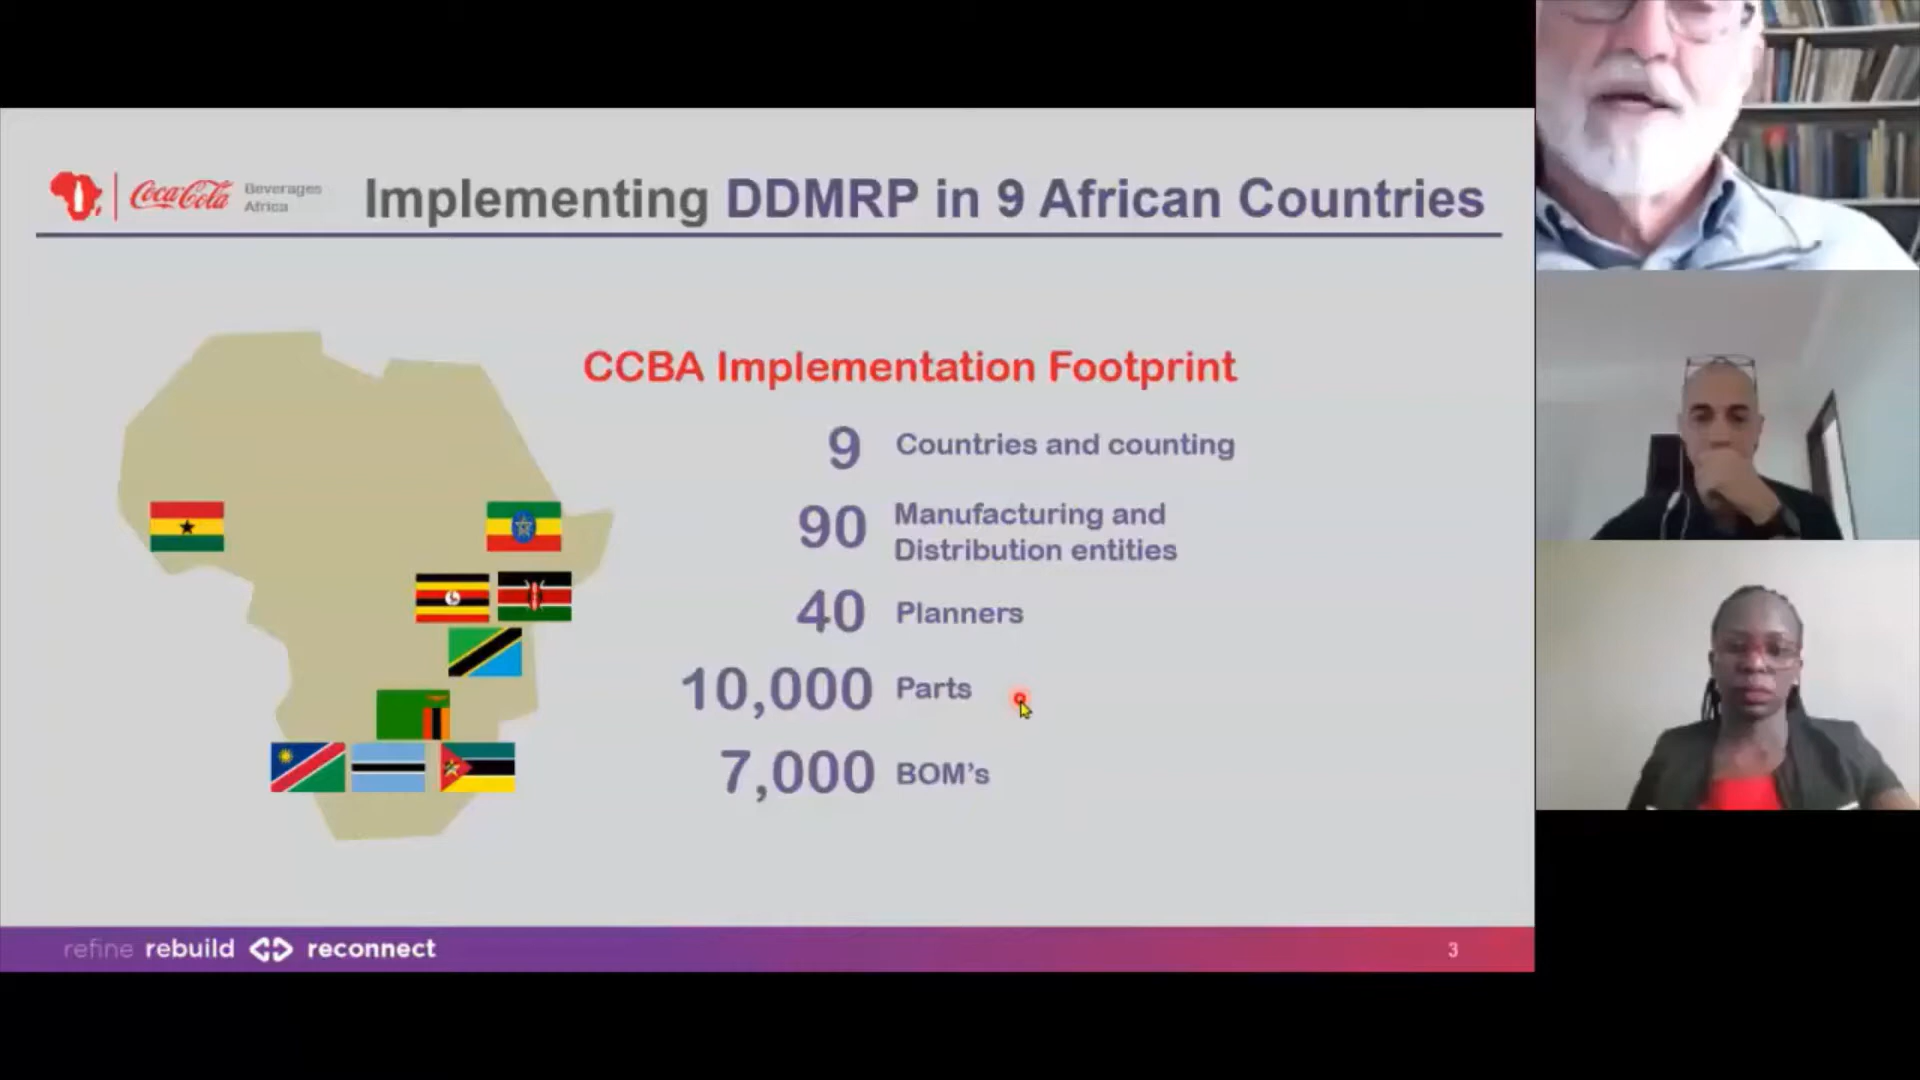 Coca-Cola Beverages
Africa
Implementing DDMRP in 9 African Countries
CCBA Implementation Footprint
9 Countries and counting
90 Manufacturing and
Distribution entities
40 Planners
10,000 Parts
7,000 BOM's
refine rebuild reconnect
3